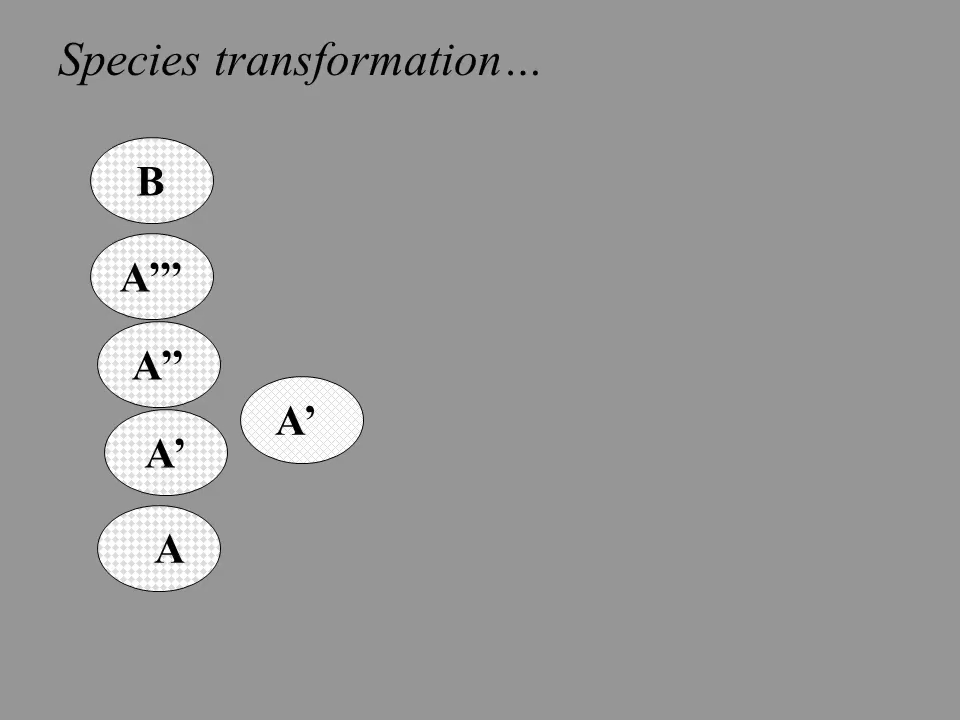 Species transformation…
B
A’’’
A’’
A’
A’
A